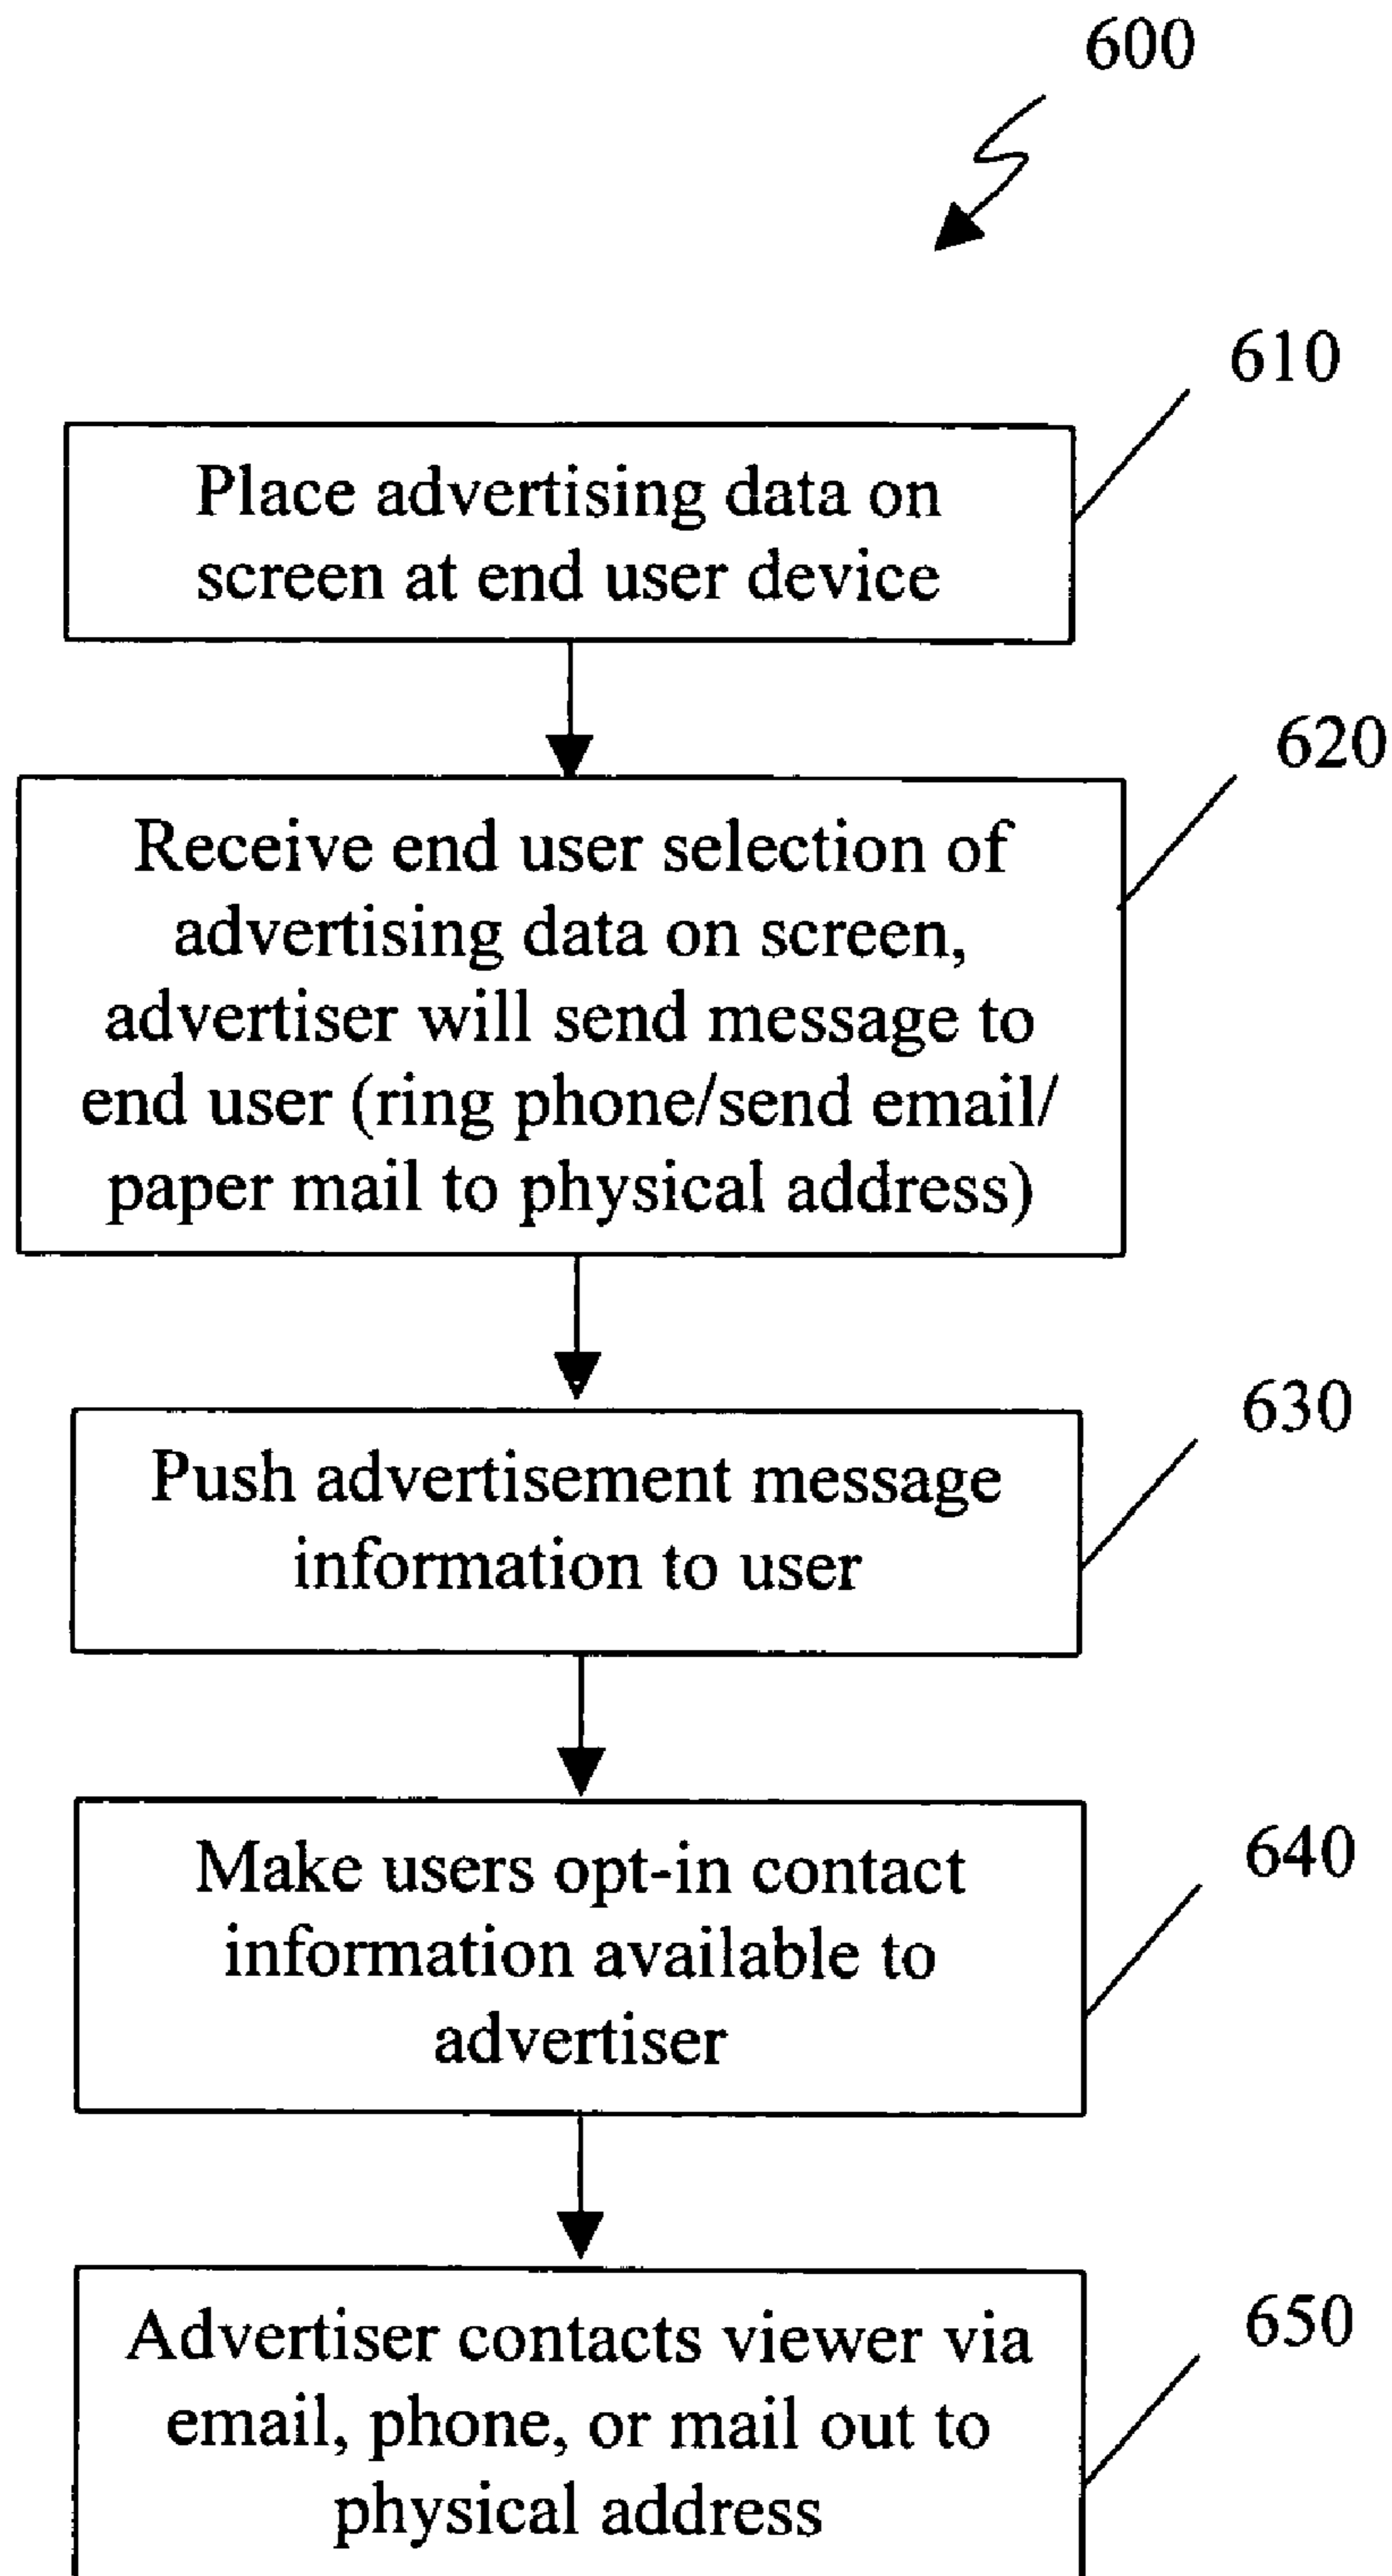 600
610
Place advertising data on
screen at end user device
620
Receive end user selection of
advertising data on screen,
advertiser will send message to
end user (ring phone/send email/
paper mail to physical address)
630
Push advertisement message
information to user
640
Make users opt-in contact
information available to
advertiser
650
Advertiser contacts viewer via
email, phone, or mail out to
physical address